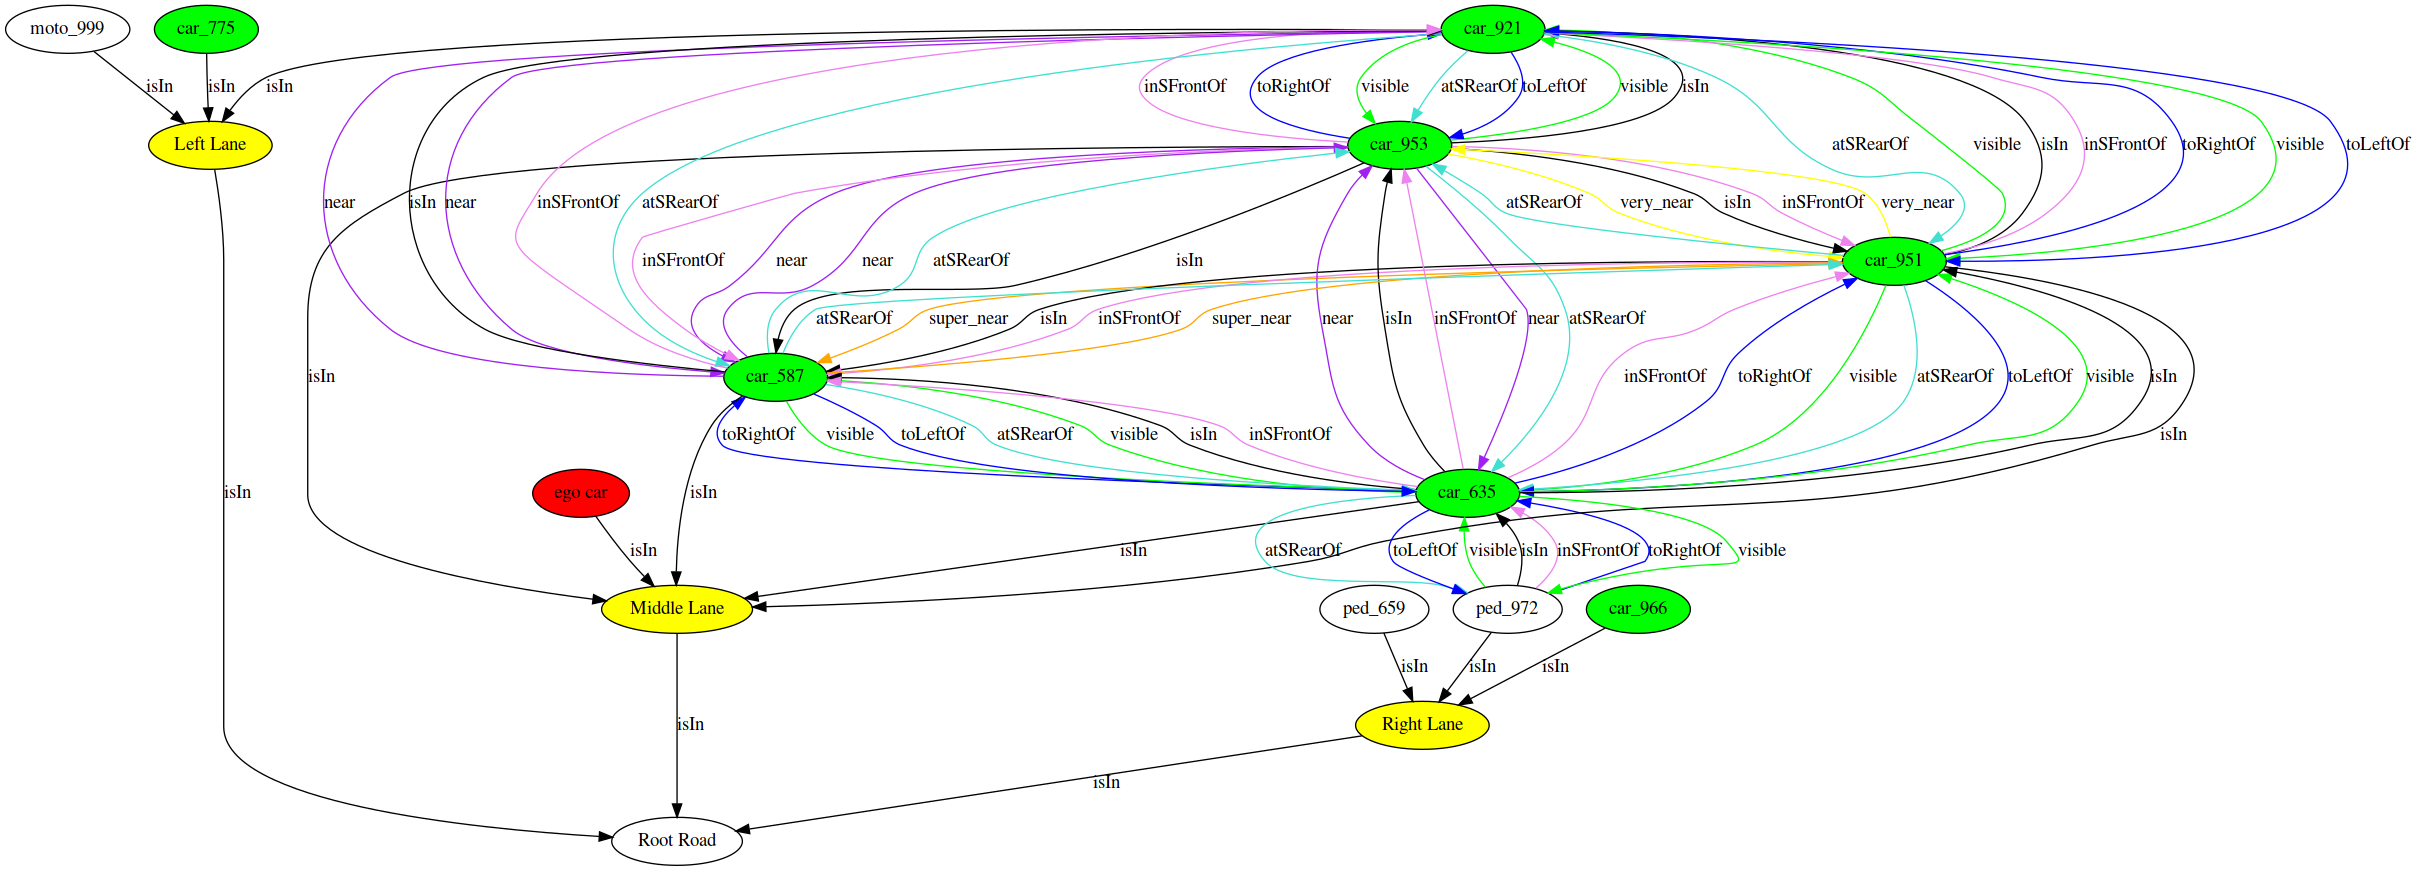 moto_999
car_775
car_921
isIn
isIn
isIn
inSFrontOf
toRightOf
visible
atSRearOf
toLeftOf
visible
isIn
Left Lane
car_953
atSRearOf
visible
isIn
inSFrontOf
toRightOf
visible
toLeftOf
near
isIn
near
inSFrontOf
atSRearOf
atSRearOf
very_near
isIn
inSFrontOf
very_near
inSFrontOf
near
near
atSRearOf
isIn
car_951
atSRearOf
super_near
isIn
inSFrontOf
super_near
near
isIn
inSFrontOf
near
atSRearOf
isIn
car_587
inSFrontOf
toRightOf
visible
atSRearOf
toLeftOf
visible
isIn
toRightOf
visible
toLeftOf
atSRearOf
visible
isIn
inSFrontOf
isIn
isIn
ego car
isIn
car_635
isIn
isIn
atSRearOf
toLeftOf
visible
isIn
inSFrontOf
toRightOf
visible
Middle Lane
ped_659
ped_972
car_966
isIn
isIn
isIn
isIn
Right Lane
isIn
Root Road